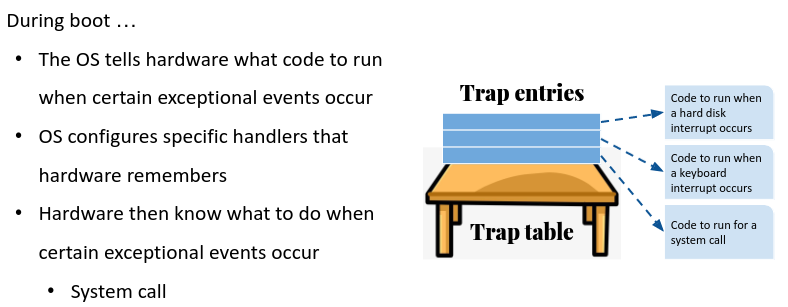 During boot …
• The OS tells hardware what code to run
when certain exceptional events occur
• OS configures specific handlers that
hardware remembers
• Hardware then know what to do when
certain exceptional events occur
• System call
Trap entries
Code to run when
a hard disk
interrupt occurs
Code to run when
a keyboard
interrupt occurs
Code to run for a
system call
Trap table